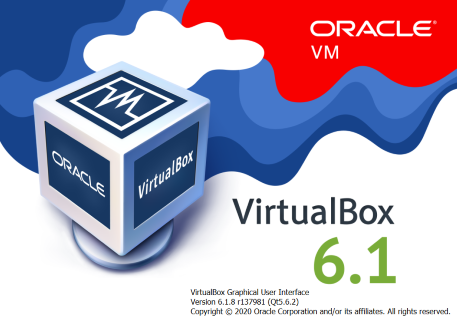 ORACLE®
VM
VM
ORACLE
VirtualBox
VirtualBox
6.1
VirtualBox Graphical User Interface
Version 6.1.8 r137981 (Qt5.6.2)
Copyright © 2020 Oracle Corporation and/or its affiliates. All rights reserved.